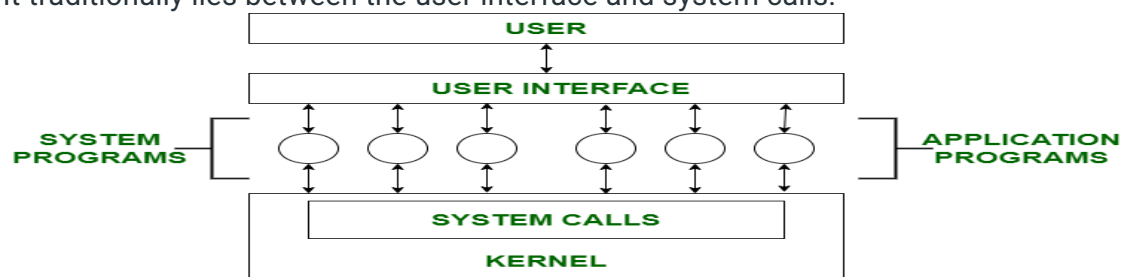 it traditionally lies between the user interface and system calls.
USER
USER INTERFACE
SYSTEM
PROGRAMS
APPLICATION
PROGRAMS
SYSTEM CALLS
KERNEL